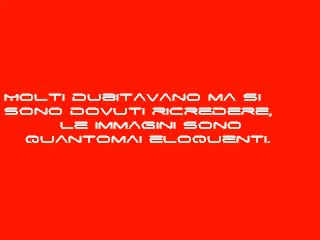 MOLTI DUBITAVANO MA SI
SONO DOVUTI RICREDERE,
LE IMMAGINI SONO
QUANTOMAI ELOQUENTI.